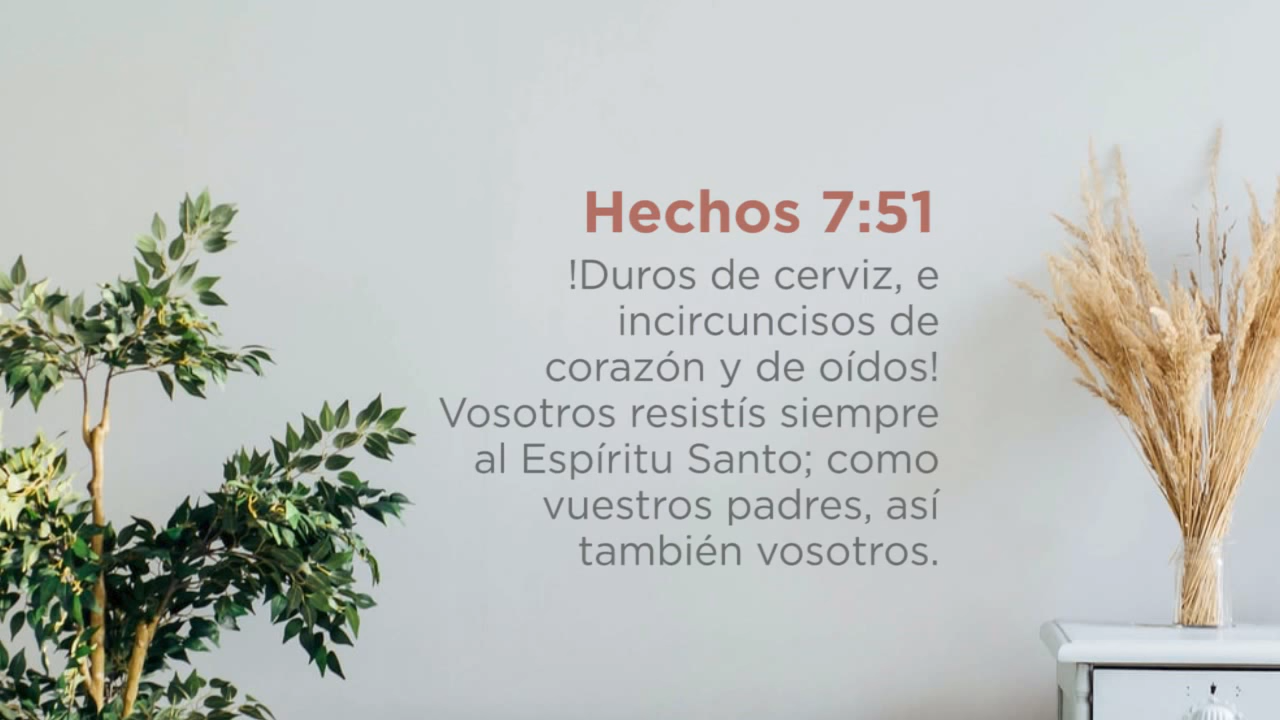 Hechos 7:51
!Duros de cerviz, e
incircuncisos de
corazón y de oídos!
Vosotros resistís siempre
al Espíritu Santo; como
vuestros padres, así
también vosotros.